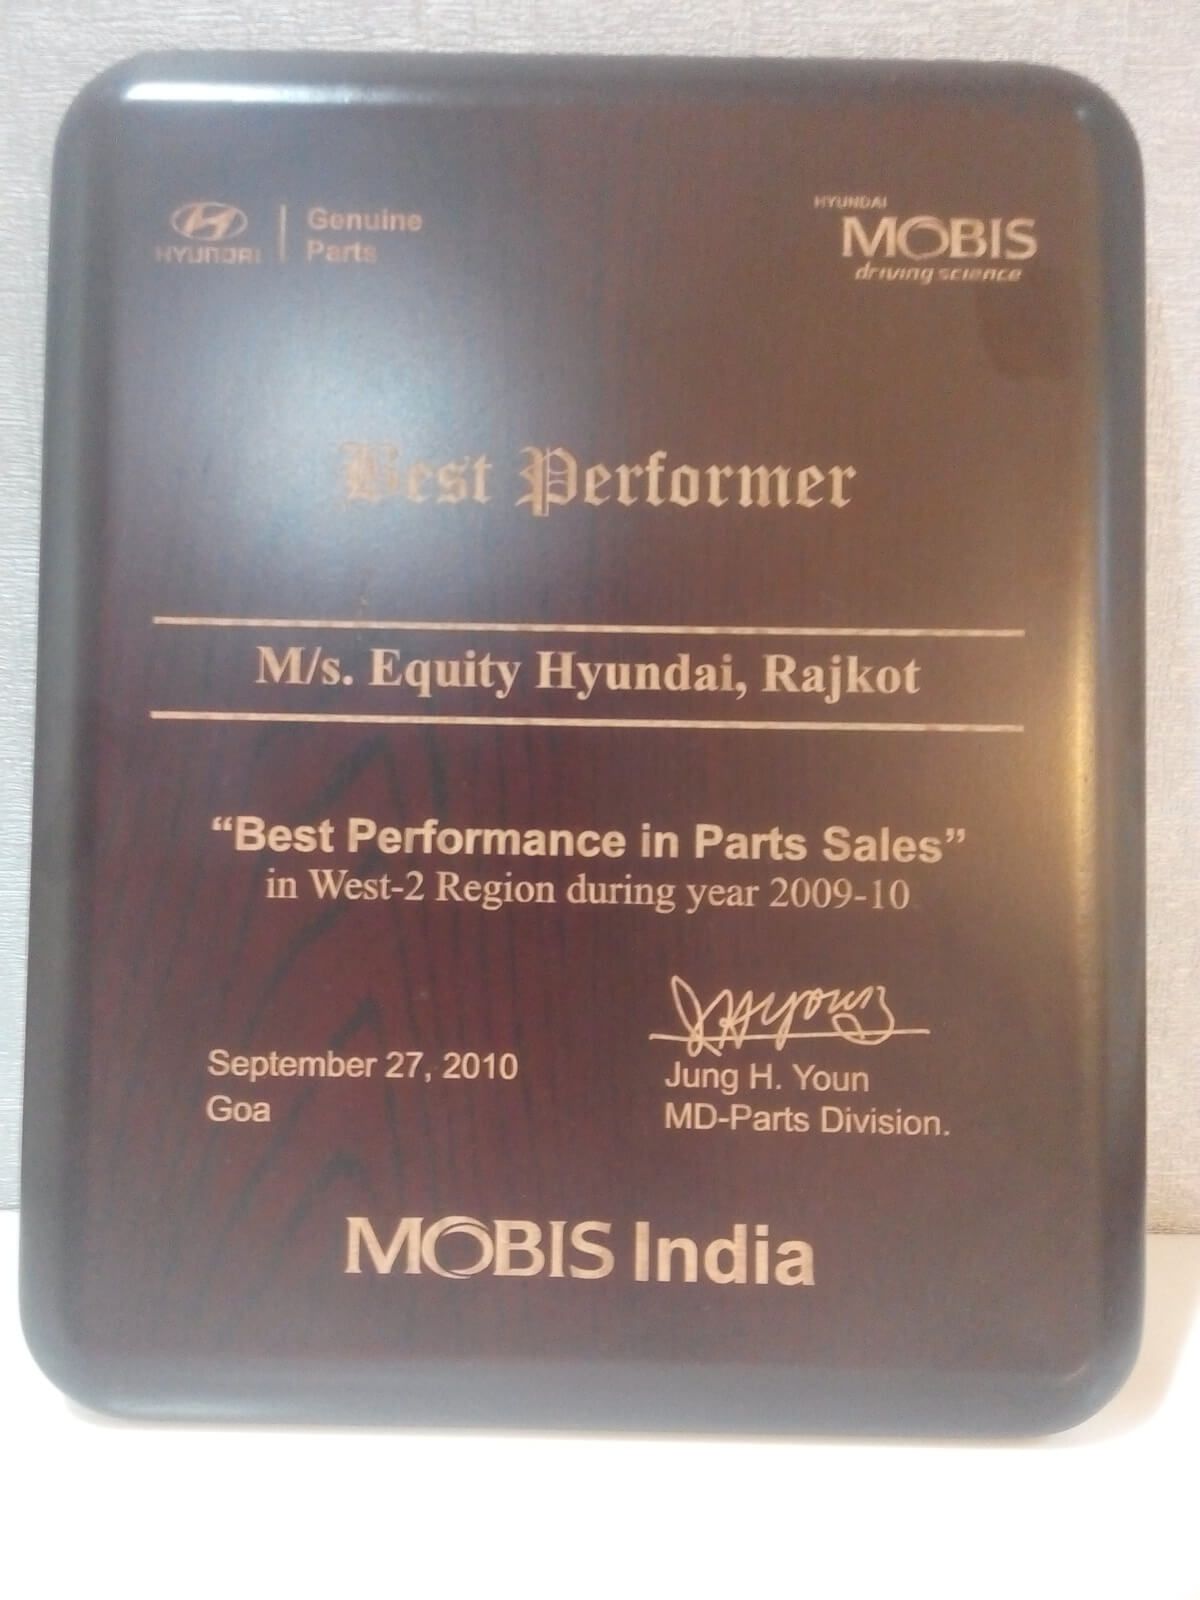 HYUNDAI
Genuine
Parts
HYUNDAI
MOBIS
driving science
Best Performer
M/s. Equity Hyundai, Rajkot
“Best Performance in Parts Sales”
in West-2 Region during year 2009-10
September 27, 2010
Goa
JHYoun
Jung H. Youn
MD-Parts Division.
MOBIS India